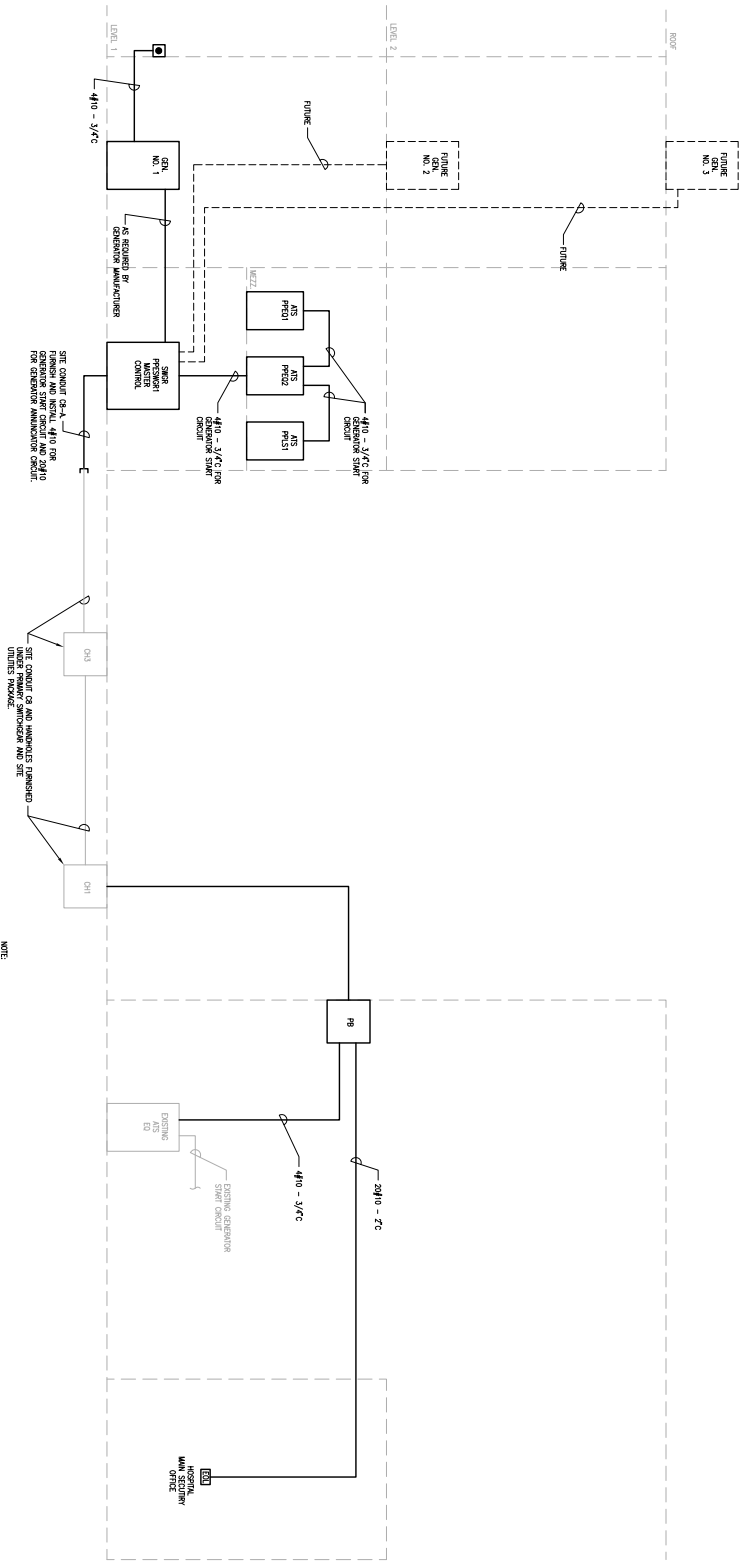 ROOF
LEVEL 2
LEVEL 1
FUTURE
GEN.
NO. 3
FUTURE
GEN.
NO. 2
FUTURE
FUTURE
4#10 - 3/4"C
GEN.
NO. 1
AS REQUIRED BY
GENERATOR MANUFACTURER
MEZZ
ATS
PPEQ1
ATS
PPEQ2
ATS
PPLS1
4#10 - 3/4"C FOR
GENERATOR START
CIRCUIT
4#10 - 3/4"C FOR
GENERATOR START
CIRCUIT
SWGR
PPESWGR1
MASTER
CONTROL
SITE CONDUIT C8-A.
FURNISH AND INSTALL 4#10 FOR
GENERATOR START CIRCUIT AND 20#10
FOR GENERATOR ANNUNCIATOR CIRCUIT.
CH3
SITE CONDUIT C8 AND HANDHOLES FURNISHED
UNDER PRIMARY SWITCHGEAR AND SITE
UTILITIES PACKAGE.
CH1
NOTE:
PB
EXISTING
ATS
EQ
EXISTING GENERATOR
START CIRCUIT
4#10 - 3/4"C
20#10 - 2"C
EOL
HOSPITAL
MAIN SECUTIRY
OFFICE